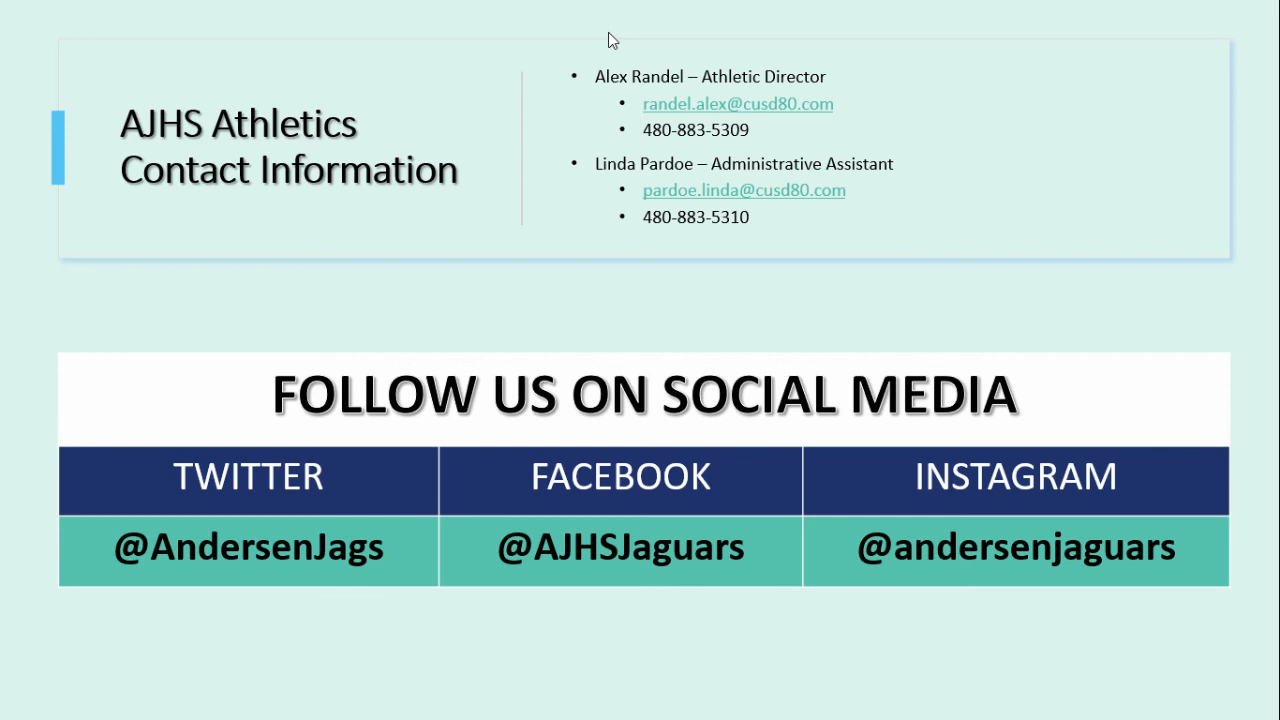 AJHS Athletics
Contact Information
• Alex Randel – Athletic Director
• randel.alex@cusd80.com
• 480-883-5309
• Linda Pardoe – Administrative Assistant
• pardoe.linda@cusd80.com
• 480-883-5310
FOLLOW US ON SOCIAL MEDIA
TWITTER FACEBOOK INSTAGRAM
@AndersenJags @AJHSJaguars @andersenjaguars